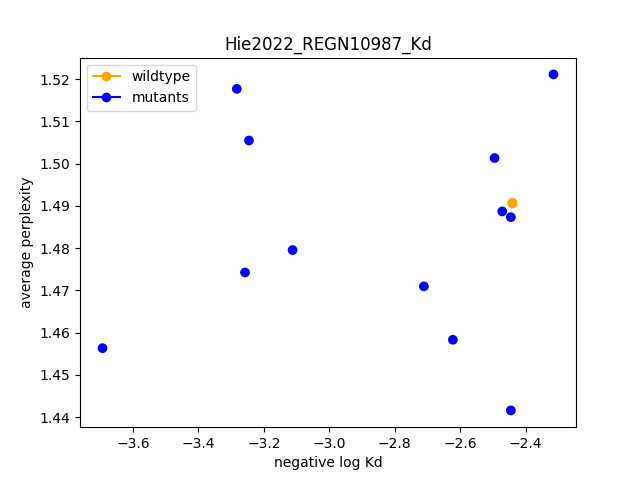 Hie2022_REGN10987_Kd
wildtype
mutants
1.52
1.51
1.50
1.49
1.48
1.47
1.46
1.45
1.44
average perplexity
−3.6 −3.4 −3.2 −3.0 −2.8 −2.6 −2.4
negative log Kd